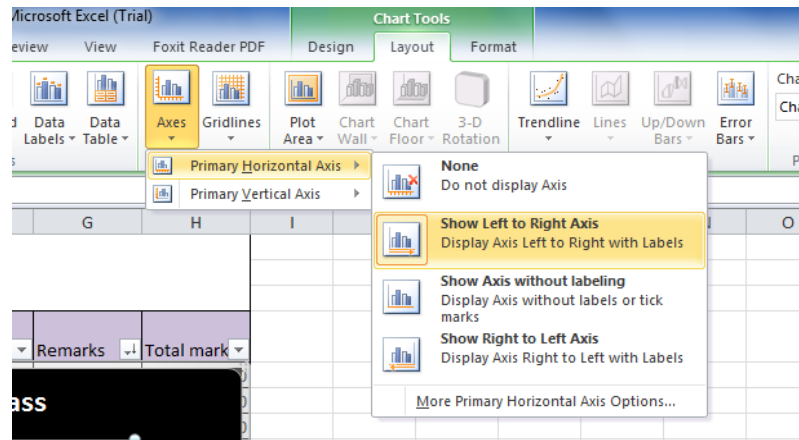 Microsoft Excel (Trial)
Chart Tools
eview View Foxit Reader PDF Design Layout Format
Data Labels
Data Table
Axes
Gridlines
Plot Area
Chart Wall
Chart Floor
3-D Rotation
Trendline
Lines
Up/Down Bars
Error Bars
Cha
Cha
Primary Horizontal Axis
Primary Vertical Axis
None
Do not display Axis
Show Left to Right Axis
Display Axis Left to Right with Labels
Show Axis without labeling
Display Axis without labels or tick
marks
Show Right to Left Axis
Display Axis Right to Left with Labels
More Primary Horizontal Axis Options...
G H I O
Remarks Total mark
ass